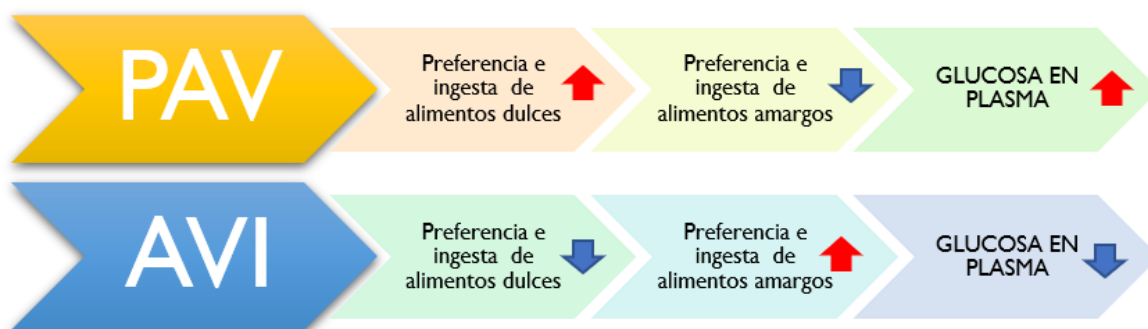 PAV
Preferencia e
ingesta de
alimentos dulces
Preferencia e
ingesta de
alimentos amargos
GLUCOSA EN
PLASMA
AVI
Preferencia e
ingesta de
alimentos dulces
Preferencia e
ingesta de
alimentos amargos
GLUCOSA EN
PLASMA